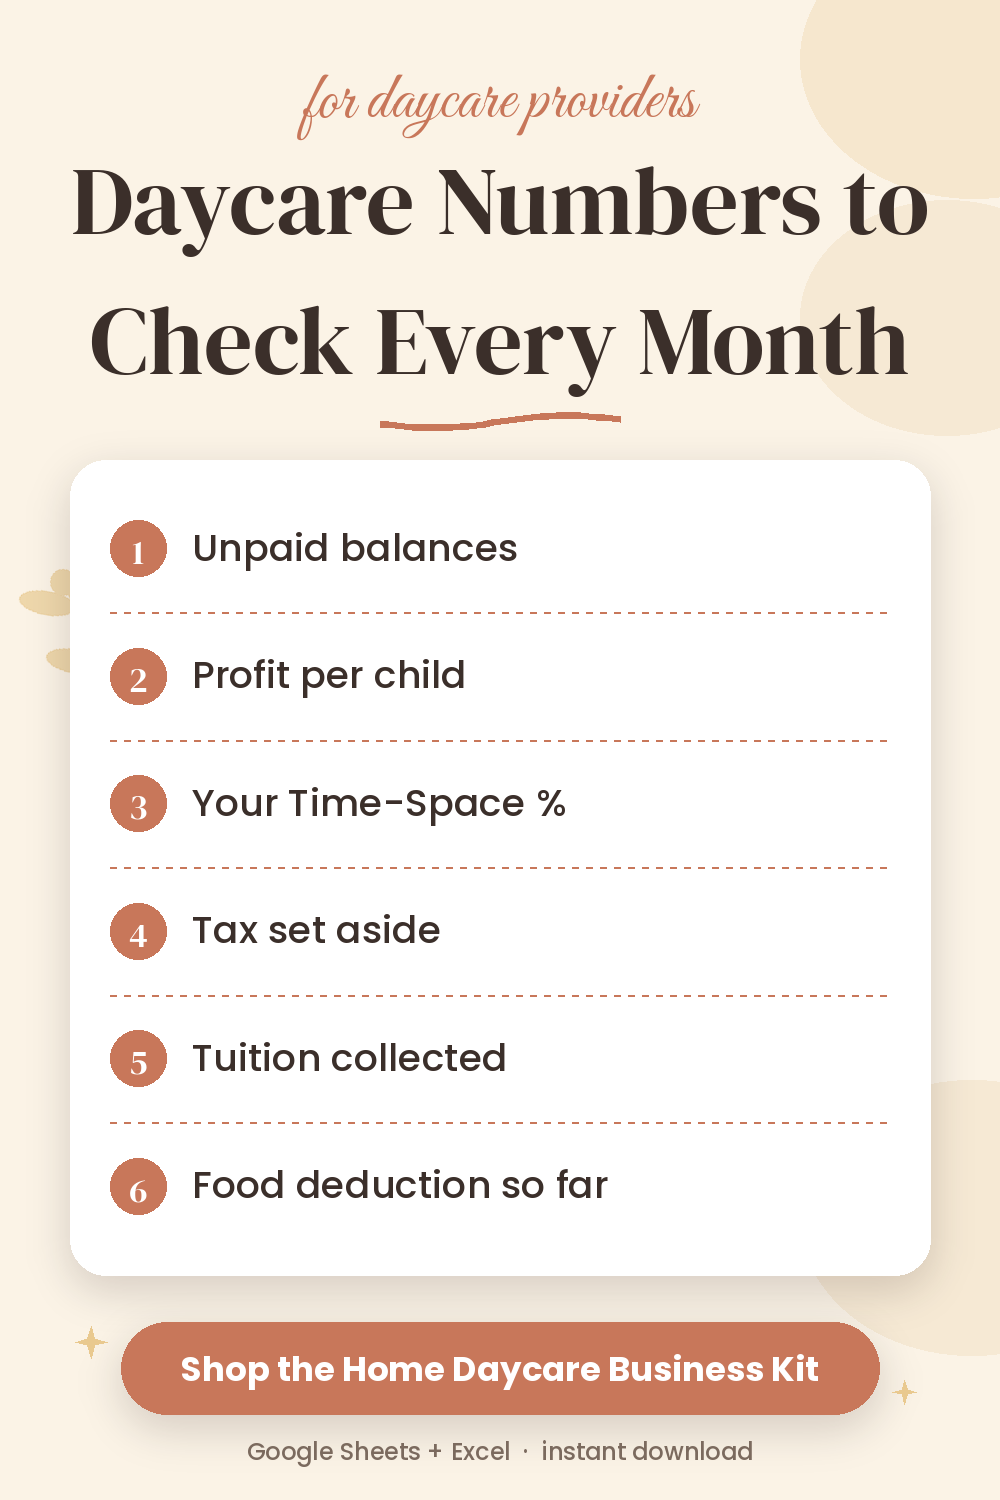 for daycare providers
Daycare Numbers to
Check Every Month
1 Unpaid balances
2 Profit per child
3 Your Time-Space %
4 Tax set aside
5 Tuition collected
6 Food deduction so far
Shop the Home Daycare Business Kit
Google Sheets + Excel · instant download